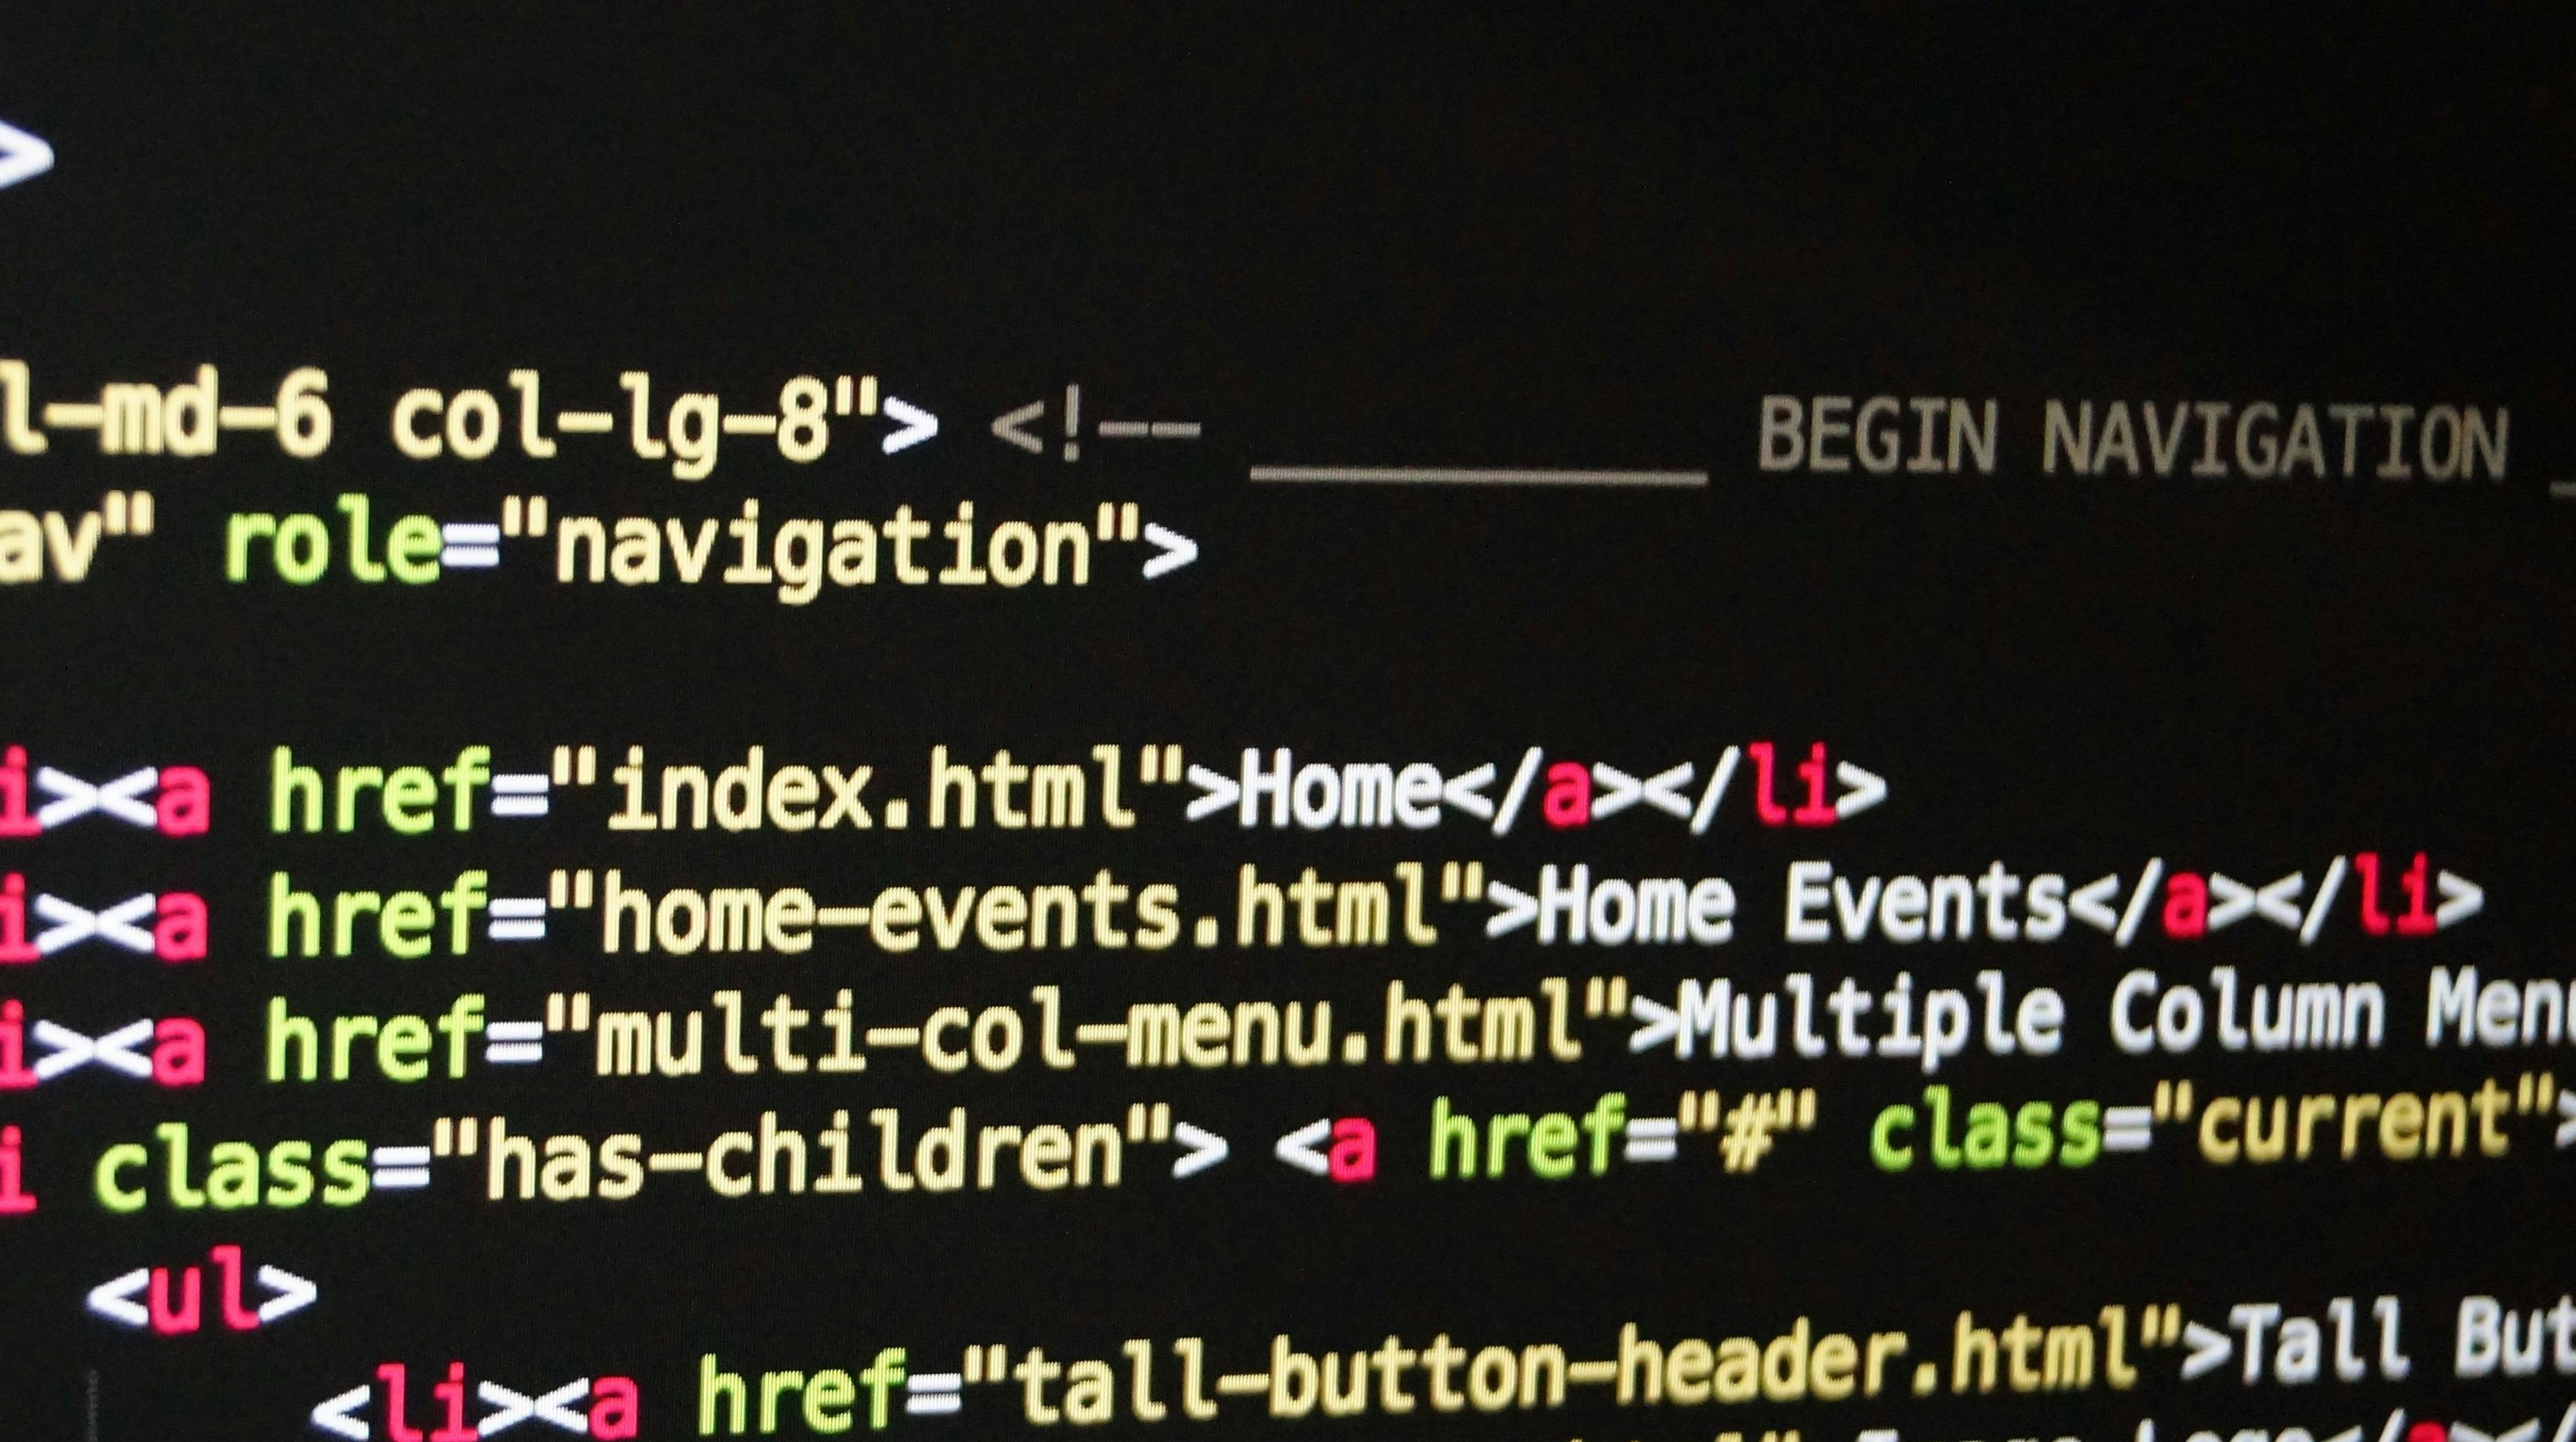 >
l-md-6 col-lg-8"> <!-- _________ BEGIN NAVIGATION _
av" role="navigation">
i><a href="index.html">Home</a></li>
i><a href="home-events.html">Home Events</a></li>
i><a href="multi-col-menu.html">Multiple Column Menu
i class="has-children"> <a href="#" class="current">
<ul>
<li><a href="tall-button-header.html">Tall But